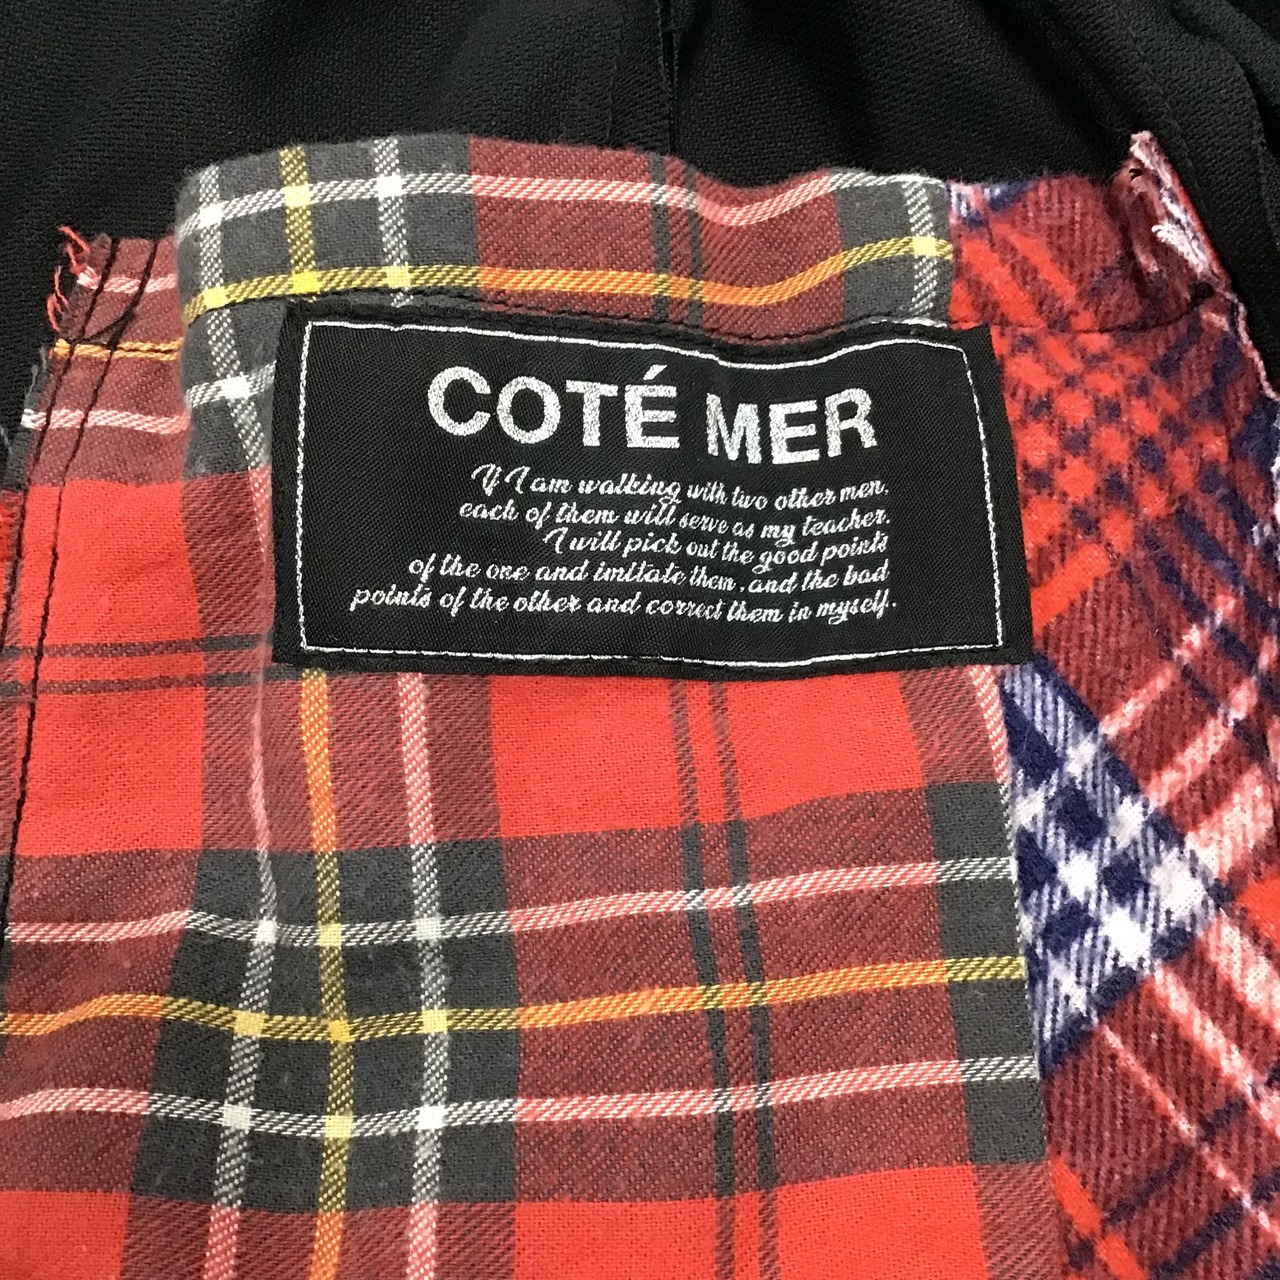 COTÉ MER
If I am walking with two other men,
each of them will serve as my teacher.
I will pick out the good points
of the one and imitate them, and the bad
points of the other and correct them in myself.